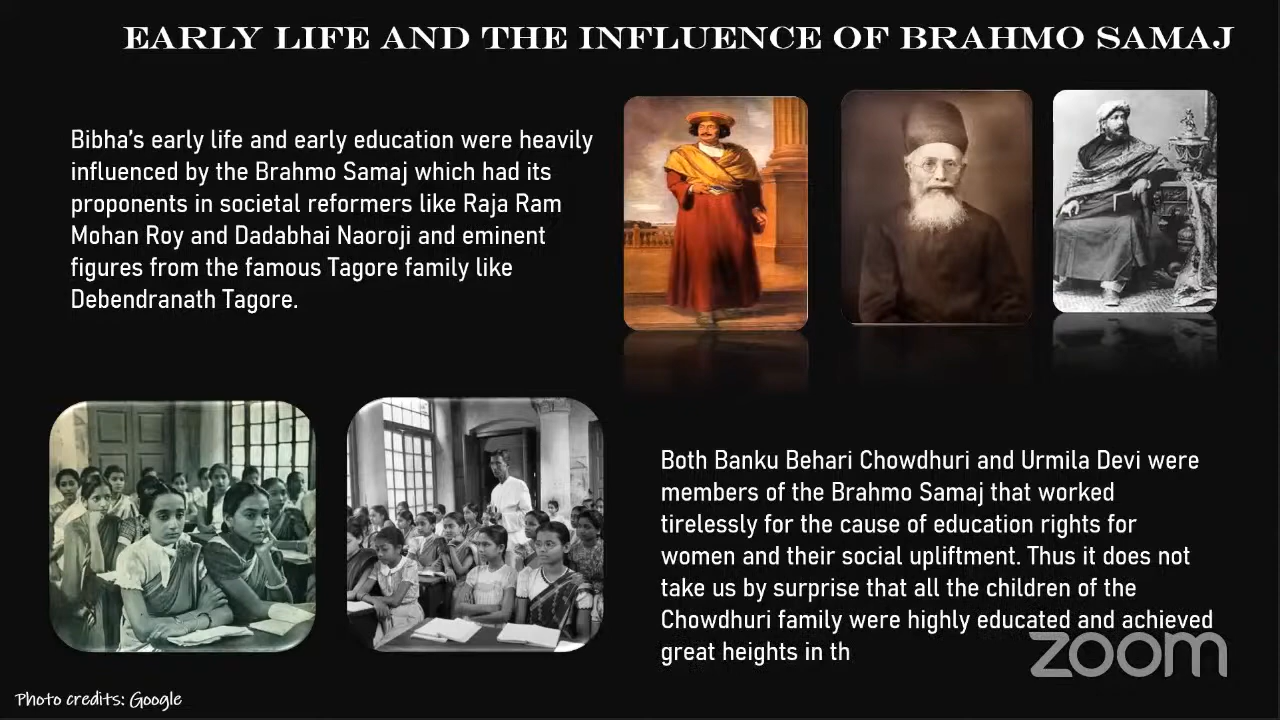 EARLY LIFE AND THE INFLUENCE OF BRAHMO SAMAJ
Bibha's early life and early education were heavily
influenced by the Brahmo Samaj which had its
proponents in societal reformers like Raja Ram
Mohan Roy and Dadabhai Naoroji and eminent
figures from the famous Tagore family like
Debendranath Tagore.
Both Banku Behari Chowdhuri and Urmila Devi were
members of the Brahmo Samaj that worked
tirelessly for the cause of education rights for
women and their social upliftment. Thus it does not
take us by surprise that all the children of the
Chowdhuri family were highly educated and achieved
great heights in th
zoom
Photo credits: Google